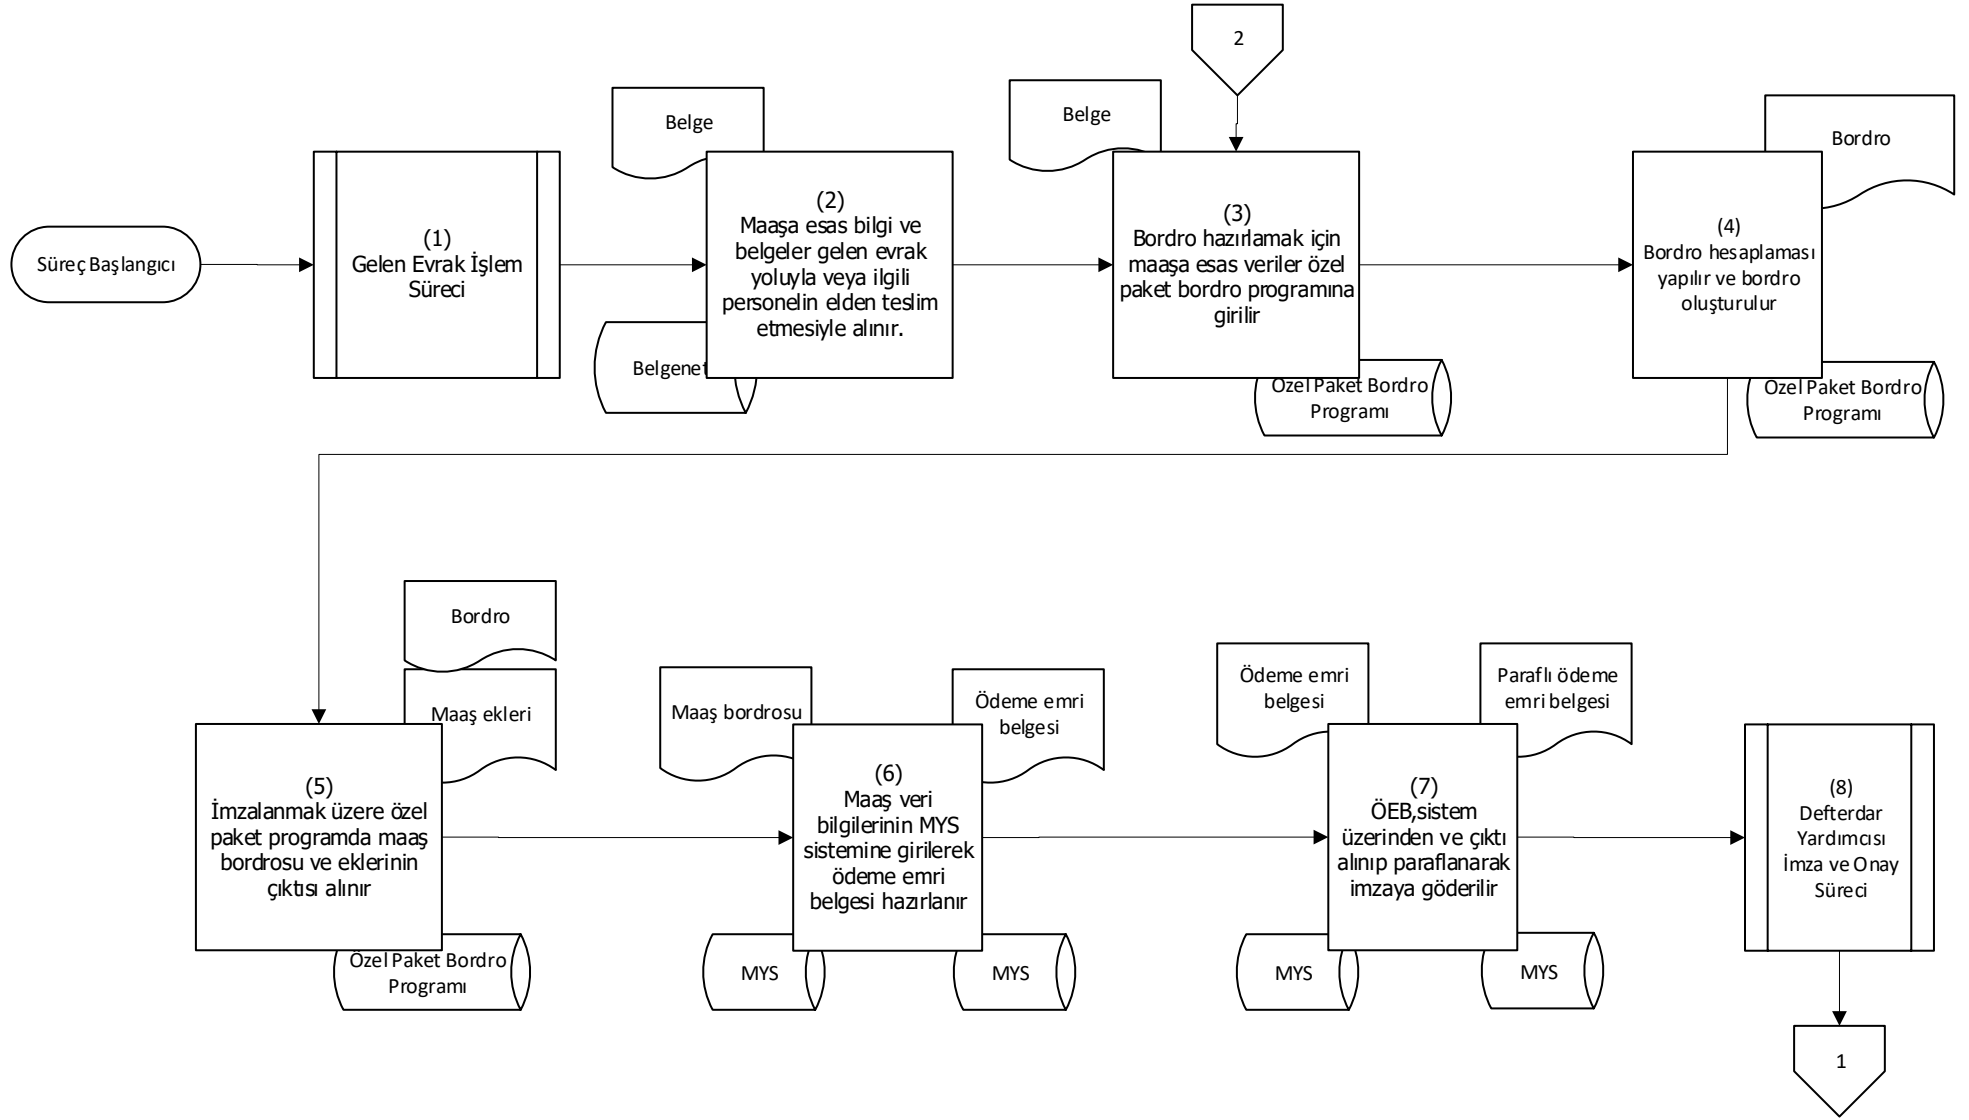 2
Belge
Belge
Bordro
Süreç Başlangıcı
(1)
Gelen Evrak İşlem
Süreci
(2)
Maaşa esas bilgi ve
belgeler gelen evrak
yoluyla veya ilgili
personelin elden teslim
etmesiyle alınır.
Belgenet
(3)
Bordro hazırlamak için
maaşa esas veriler özel
paket bordro programına
girilir
Özel Paket Bordro
Programı
(4)
Bordro hesaplaması
yapılır ve bordro
oluşturulur
Özel Paket Bordro
Programı
Bordro
Maaş ekleri
(5)
İmzalanmak üzere özel
paket programda maaş
bordrosu ve eklerinin
çıktısı alınır
Özel Paket Bordro
Programı
Maaş bordrosu
Ödeme emri
belgesi
(6)
Maaş veri
bilgilerinin MYS
sistemine girilerek
ödeme emri
belgesi hazırlanır
MYS
MYS
Ödeme emri
belgesi
Paraflı ödeme
emri belgesi
(7)
ÖEB,sistem
üzerinden ve çıktı
alınıp paraflanarak
imzaya göderilir
MYS
MYS
(8)
Defterdar
Yardımcısı
İmza ve Onay
Süreci
1